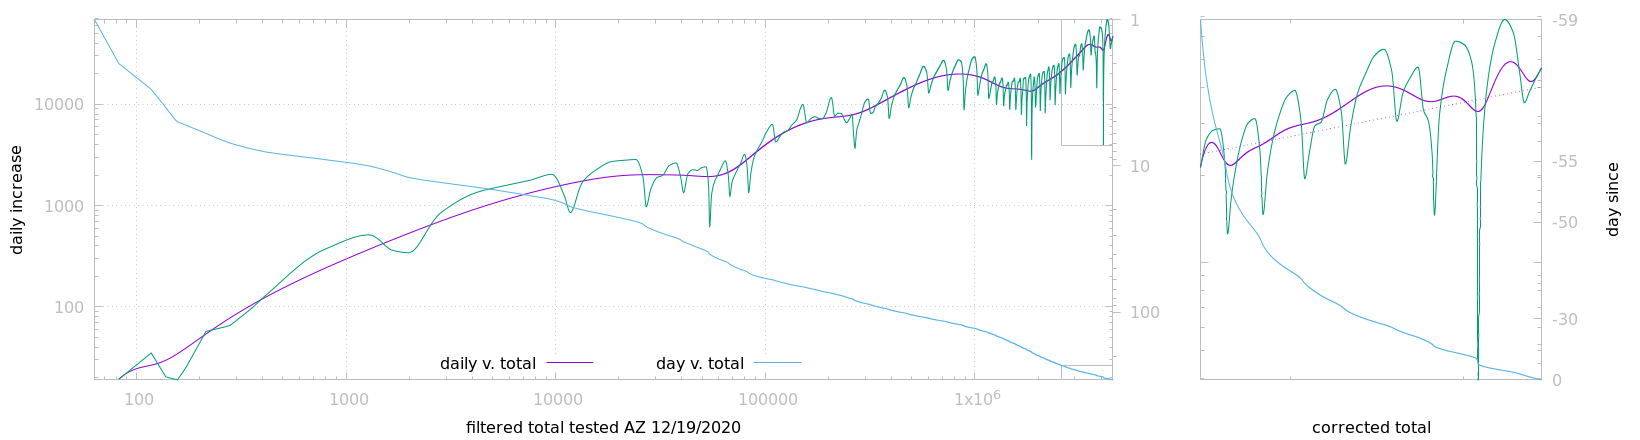 daily increase
10000
1000
100
100
1000
10000
100000
1x10⁶
1
10
100
daily v. total
day v. total
filtered total tested AZ 12/19/2020
-59
-55
-50
-30
0
day since
corrected total